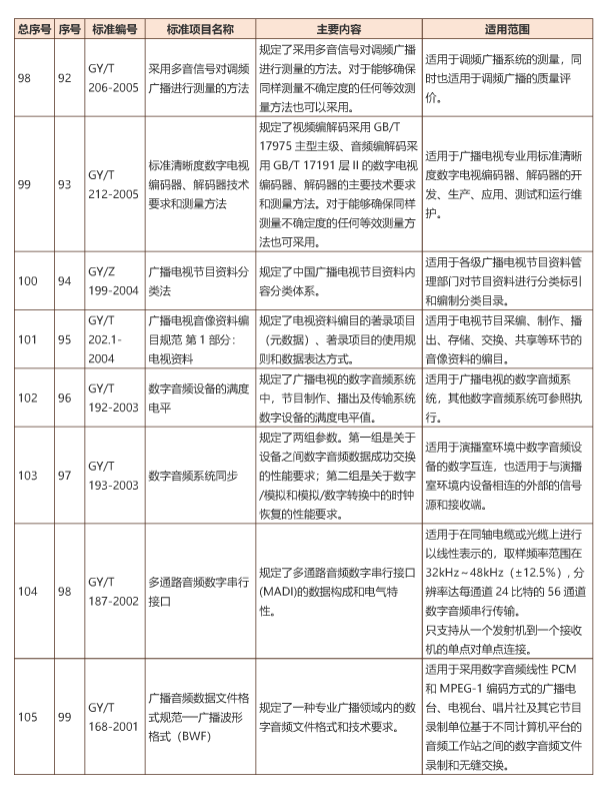 总序号 序号 标准编号 标准项目名称 主要内容 适用范围
98 92 GY/T
206-2005
采用多音信号对调频
广播进行测量的方法
规定了采用多音信号对调频广播
进行测量的方法。对于能够确保
同样测量不确定度的任何等效测
量方法也可以采用。
适用于调频广播系统的测量，同
时也适用于调频广播的质量评
价。
99 93 GY/T
212-2005
标准清晰度数字电视
编码器、解码器技术
要求和测量方法
规定了视频编解码采用 GB/T
17975 主型主级、音频编解码采
用 GB/T 17191 层 II 的数字电视
编码器、解码器的主要技术要求
和测量方法。对于能够确保同样
测量不确定度的任何等效测量方
法也可采用。
适用于广播电视专业用标准清晰
度数字电视编码器、解码器的开
发、生产、应用、测试和运行维
护。
100 94 GY/Z
199-2004
广播电视节目资料分
类法
规定了中国广播电视节目资料内
容分类体系。
适用于各级广播电视节目资料管
理部门对节目资料进行分类标引
和编制分类目录。
101 95 GY/T
202.1-
2004
广播电视音像资料编
目规范 第 1 部分：
电视资料
规定了电视资料编目的著录项目
（元数据）、著录项目的使用规
则和数据表达方式。
适用于电视节目采编、制作、播
出、存储、交换、共享等环节的
音像资料的编目。
102 96 GY/T
192-2003
数字音频设备的满度
电平
规定了广播电视的数字音频系统
中，节目制作、播出及传输系统
数字设备的满度电平值。
适用于广播电视的数字音频系
统，其他数字音频系统可参照执
行。
103 97 GY/T
193-2003
数字音频系统同步
规定了两组参数。第一组是关于
设备之间数字音频数据成功交换
的性能要求；第二组是关于数字
/模拟和模拟/数字转换中的时钟
恢复的性能要求。
适用于演播室环境中数字音频设
备的数字互连，也适用于与演播
室环境内设备相连的外部的信号
源和接收端。
104 98 GY/T
187-2002
多通路音频数字串行
接口
规定了多通路音频数字串行接口
(MADI)的数据构成和电气特
性。
适用于在同轴电缆或光缆上进行
以线性表示的，取样频率范围在
32kHz～48kHz（±12.5%）, 分
辨率达每通道 24 比特的 56 通道
数字音频串行传输。
只支持从一个发射机到一个接收
机的单点对单点连接。
105 99 GY/T
168-2001
广播音频数据文件格
式规范──广播波形
格式（BWF）
规定了一种专业广播领域内的数
字音频文件格式和技术要求。
适用于采用数字音频线性 PCM
和 MPEG-1 编码方式的广播电
台、电视台、唱片社及其它节目
录制单位基于不同计算机平台的
音频工作站之间的数字音频文件
录制和无缝交换。